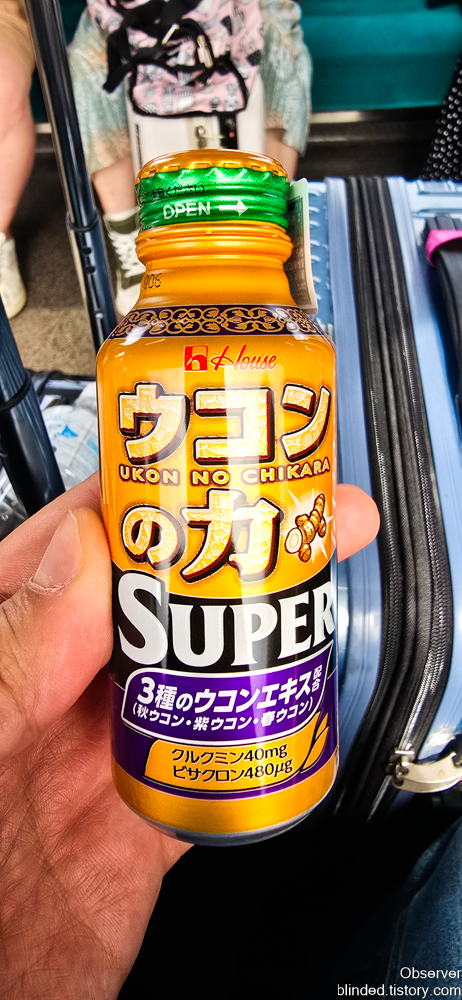 OPEN →
House
ウコン
UKON NO CHIKARA
の力
SUPER
3種のウコンエキス配合
(秋ウコン・紫ウコン・春ウコン)
クルクミン40mg
ビサクロン480μg
Observer
blinded.tistory.com